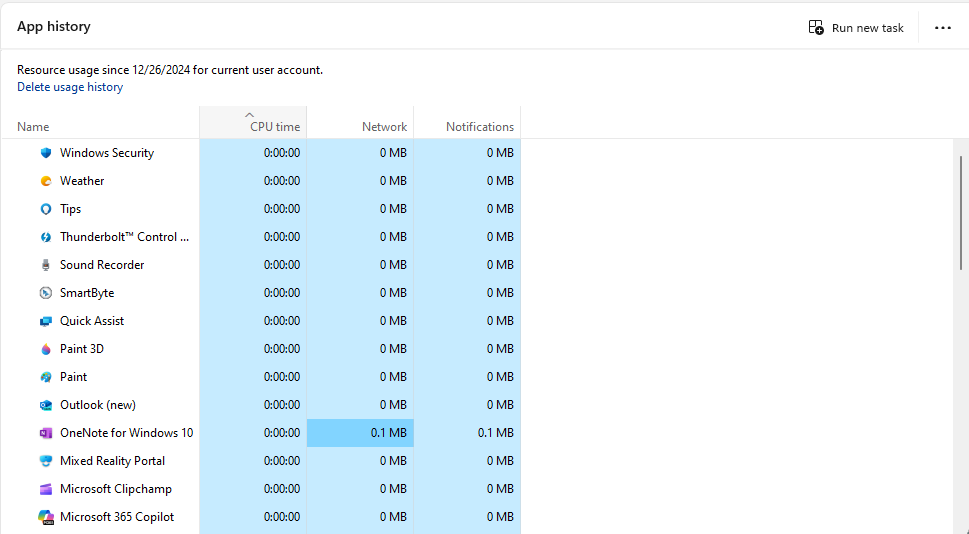 App history
Run new task
Resource usage since 12/26/2024 for current user account.
Delete usage history
Name CPU time Network Notifications
Windows Security 0:00:00 0 MB 0 MB
Weather 0:00:00 0 MB 0 MB
Tips 0:00:00 0 MB 0 MB
Thunderbolt™ Control ... 0:00:00 0 MB 0 MB
Sound Recorder 0:00:00 0 MB 0 MB
SmartByte 0:00:00 0 MB 0 MB
Quick Assist 0:00:00 0 MB 0 MB
Paint 3D 0:00:00 0 MB 0 MB
Paint 0:00:00 0 MB 0 MB
Outlook (new) 0:00:00 0 MB 0 MB
OneNote for Windows 10 0:00:00 0.1 MB 0.1 MB
Mixed Reality Portal 0:00:00 0 MB 0 MB
Microsoft Clipchamp 0:00:00 0 MB 0 MB
Microsoft 365 Copilot 0:00:00 0 MB 0 MB